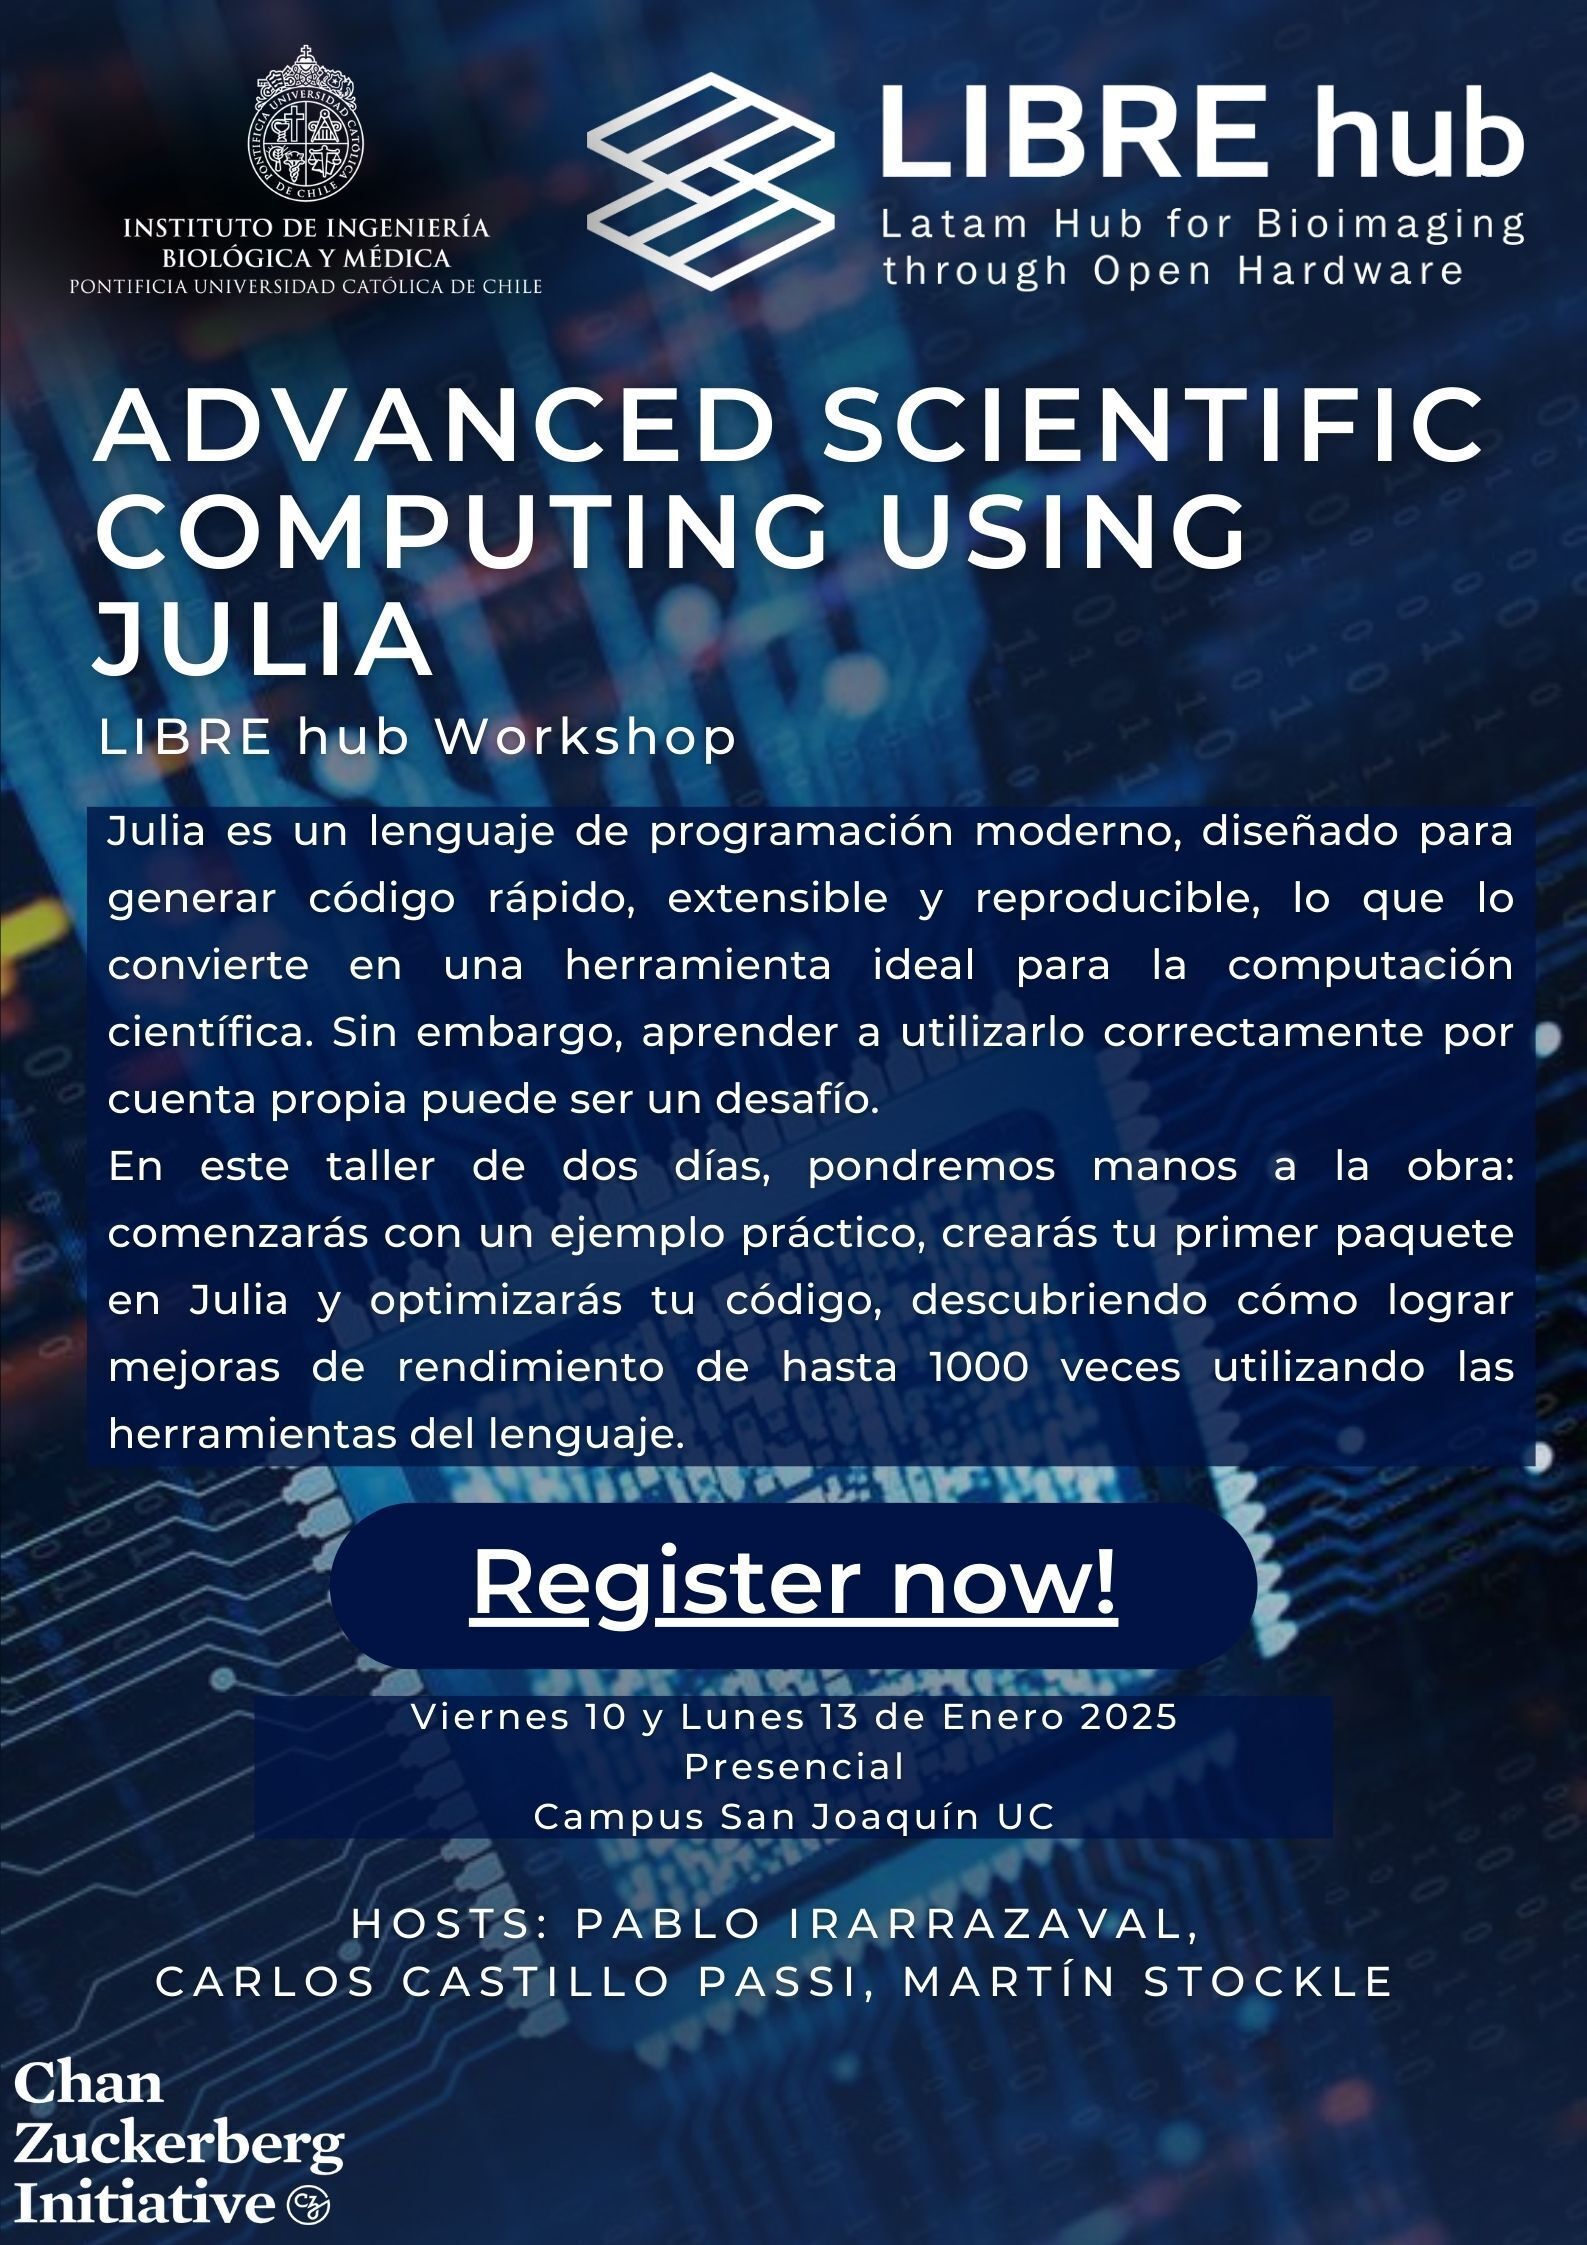 PONTIFICIA UNIVERSIDAD CATÓLICA DE CHILE
INSTITUTO DE INGENIERÍA
BIOLÓGICA Y MÉDICA
PONTIFICIA UNIVERSIDAD CATÓLICA DE CHILE
LIBRE hub
Latam Hub for Bioimaging
through Open Hardware
ADVANCED SCIENTIFIC
COMPUTING USING
JULIA
LIBRE hub Workshop
Julia es un lenguaje de programación moderno, diseñado para
generar código rápido, extensible y reproducible, lo que lo
convierte en una herramienta ideal para la computación
científica. Sin embargo, aprender a utilizarlo correctamente por
cuenta propia puede ser un desafío.
En este taller de dos días, pondremos manos a la obra:
comenzarás con un ejemplo práctico, crearás tu primer paquete
en Julia y optimizarás tu código, descubriendo cómo lograr
mejoras de rendimiento de hasta 1000 veces utilizando las
herramientas del lenguaje.
Register now!
Viernes 10 y Lunes 13 de Enero 2025
Presencial
Campus San Joaquín UC
HOSTS: PABLO IRARRAZAVAL,
CARLOS CASTILLO PASSI, MARTÍN STOCKLE
Chan
Zuckerberg
Initiative CZI